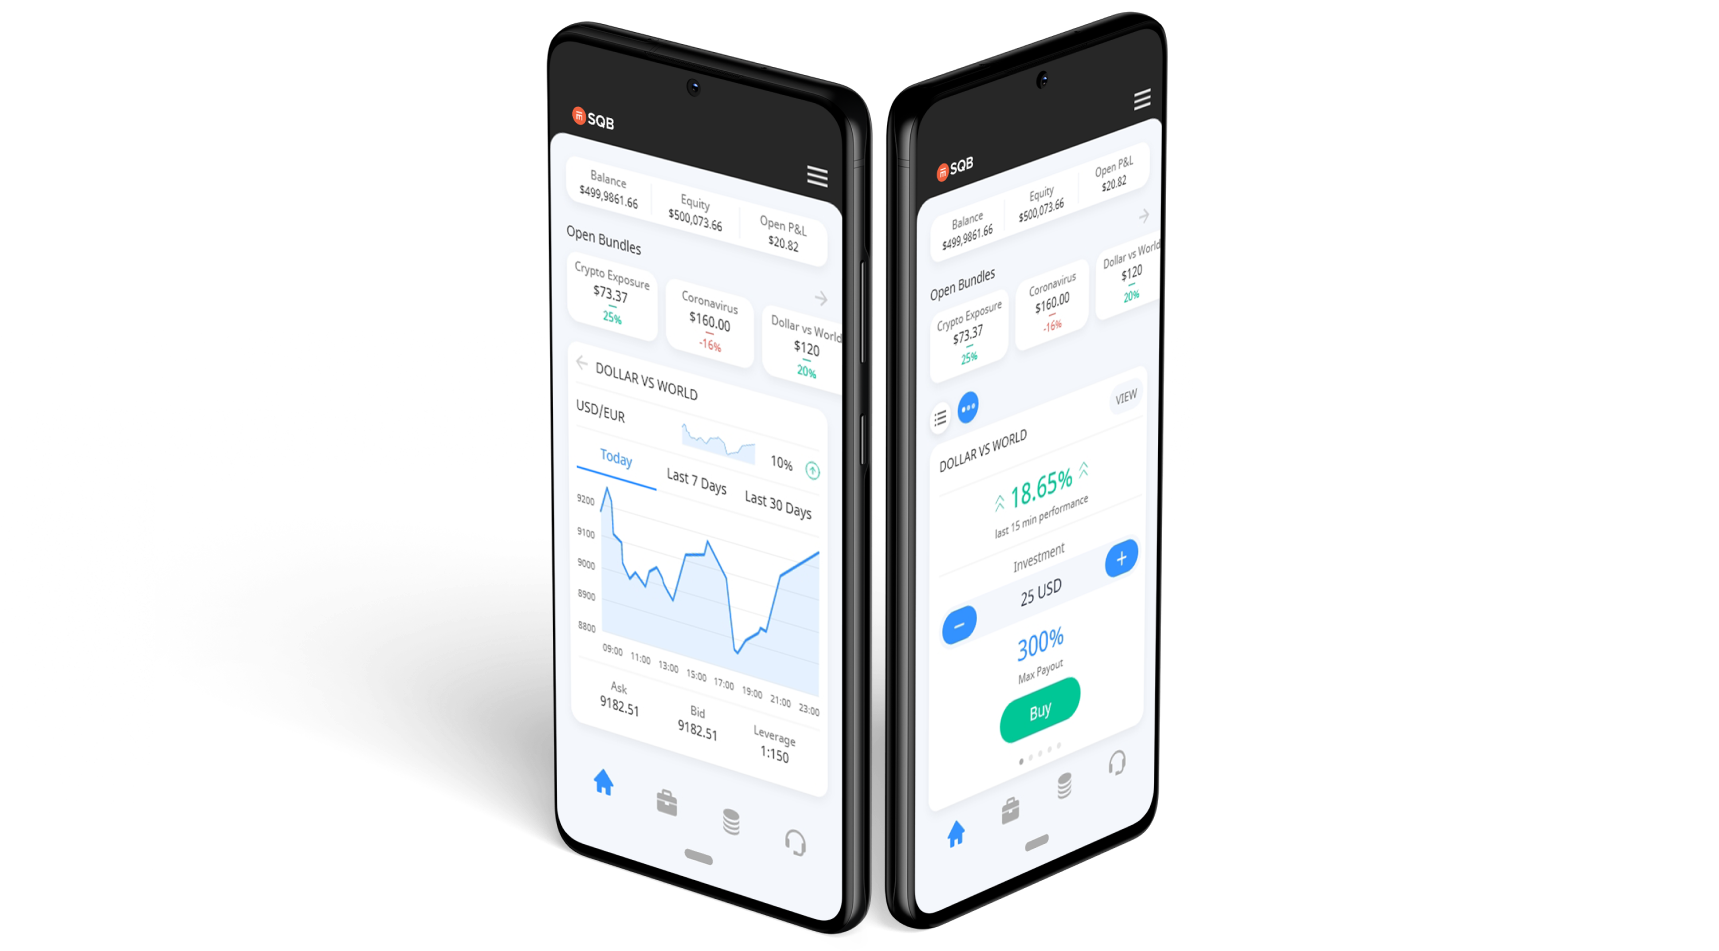 SQB
Balance
$499,9861.66
Equity
$500,073.66
Open P&L
$20.82
Open Bundles
Crypto Exposure
$73.37
25%
Coronavirus
$160.00
-16%
Dollar vs World
$120
20%
DOLLAR VS WORLD
USD/EUR
10%
Today
Last 7 Days
Last 30 Days
9200
9100
9000
8900
8800
09:00 11:00 13:00 15:00 17:00 19:00 21:00 23:00
Ask
9182.51
Bid
9182.51
Leverage
1:150
SQB
Balance
$499,9861.66
Equity
$500,073.66
Open P&L
$20.82
Open Bundles
Crypto Exposure
$73.37
25%
Coronavirus
$160.00
-16%
Dollar vs World
$120
20%
VIEW
DOLLAR VS WORLD
18.65%
last 15 min performance
Investment
25 USD
300%
Max Payout
Buy